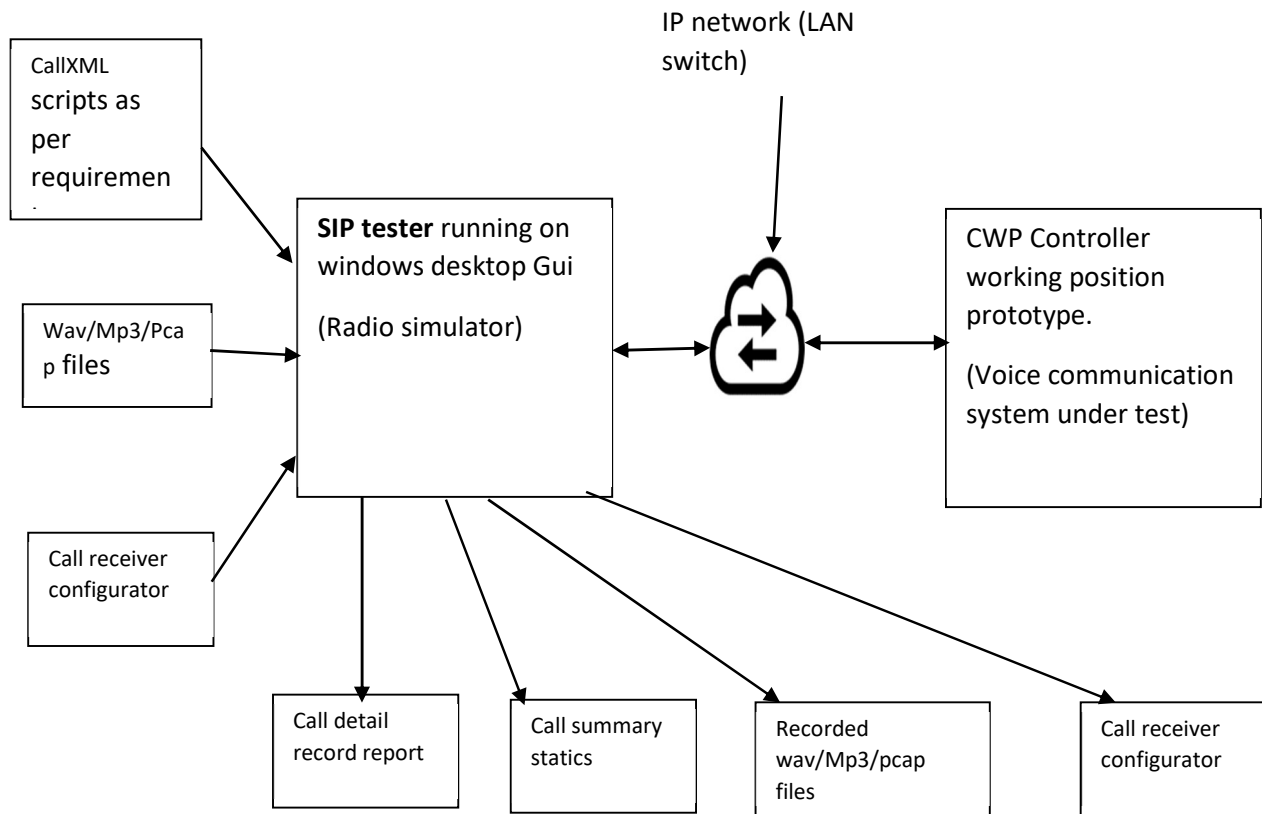 IP network (LAN
switch)
CallXML
scripts as
per
requiremen
SIP tester running on
windows desktop Gui
(Radio simulator)
CWP Controller
working position
prototype.
(Voice communication
system under test)
Wav/Mp3/Pca
p files
Call receiver
configurator
Call detail
record report
Call summary
statics
Recorded
wav/Mp3/pcap
files
Call receiver
configurator